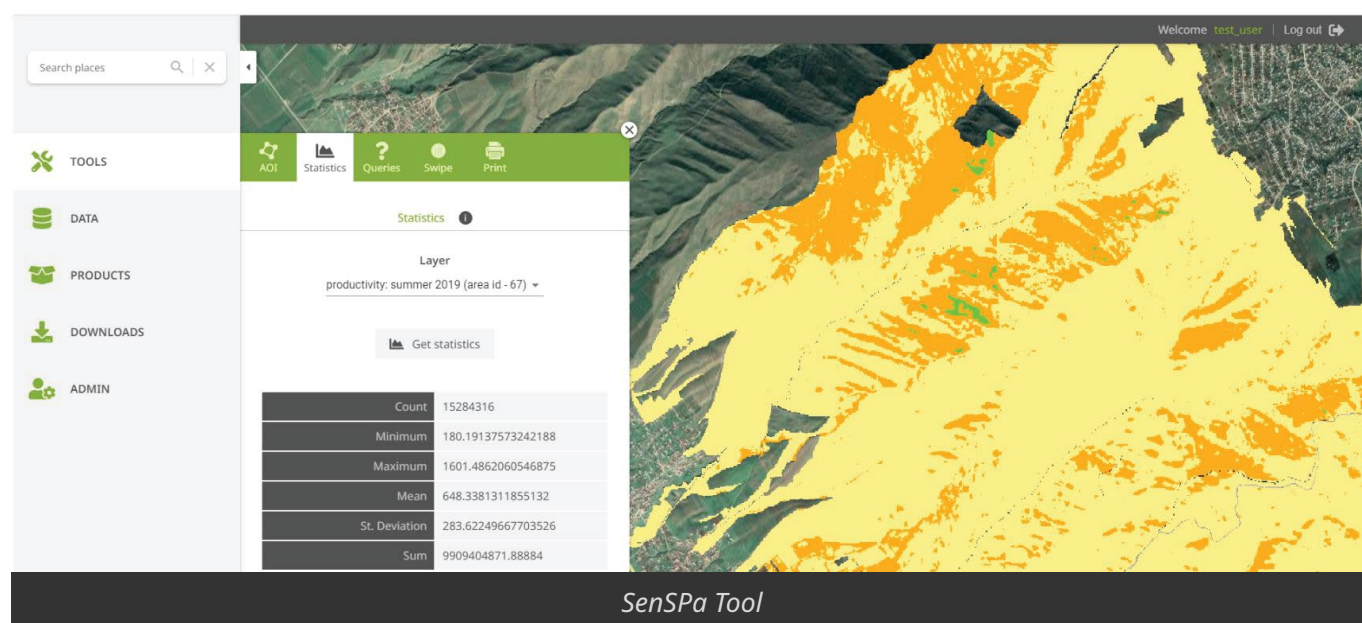 Welcome test_user | Log out
Search places
TOOLS
DATA
PRODUCTS
DOWNLOADS
ADMIN
AOI Statistics Queries Swipe Print
Statistics
Layer
productivity: summer 2019 (area id - 67)
Get statistics
Count 15284316
Minimum 180.19137573242188
Maximum 1601.4862060546875
Mean 648.3381311855132
St. Deviation 283.62249667703526
Sum 9909404871.88884
SenSPa Tool